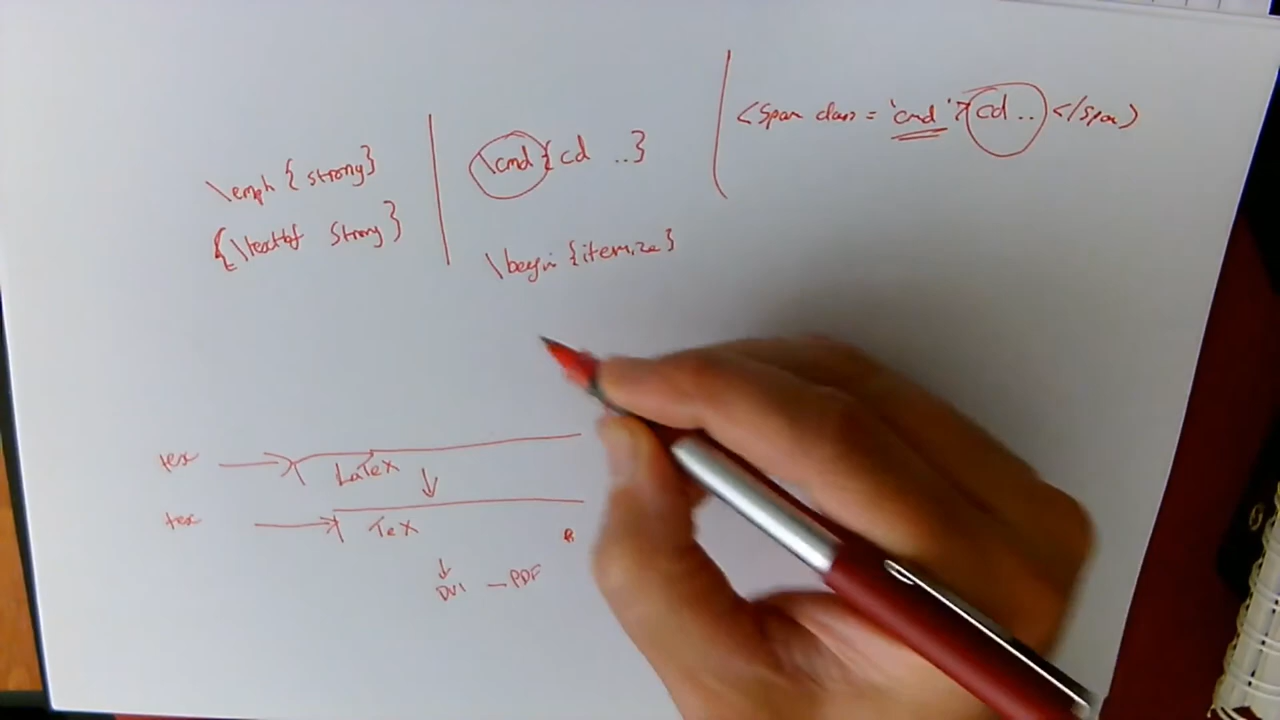 \emph { strong}
{\textbf Strong}
\cmd {cd ..}
\begin {itemize}
<span class = 'cmd'> cd .. </span>
tex → LaTeX
tex → TeX
DVI — PDF